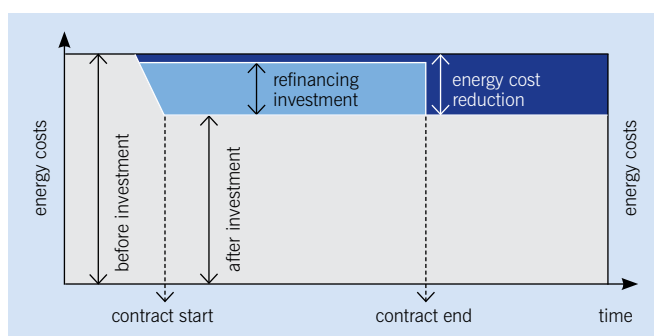 refinancing
investment
energy cost
reduction
energy costs
before investment
after investment
energy costs
contract start
contract end
time